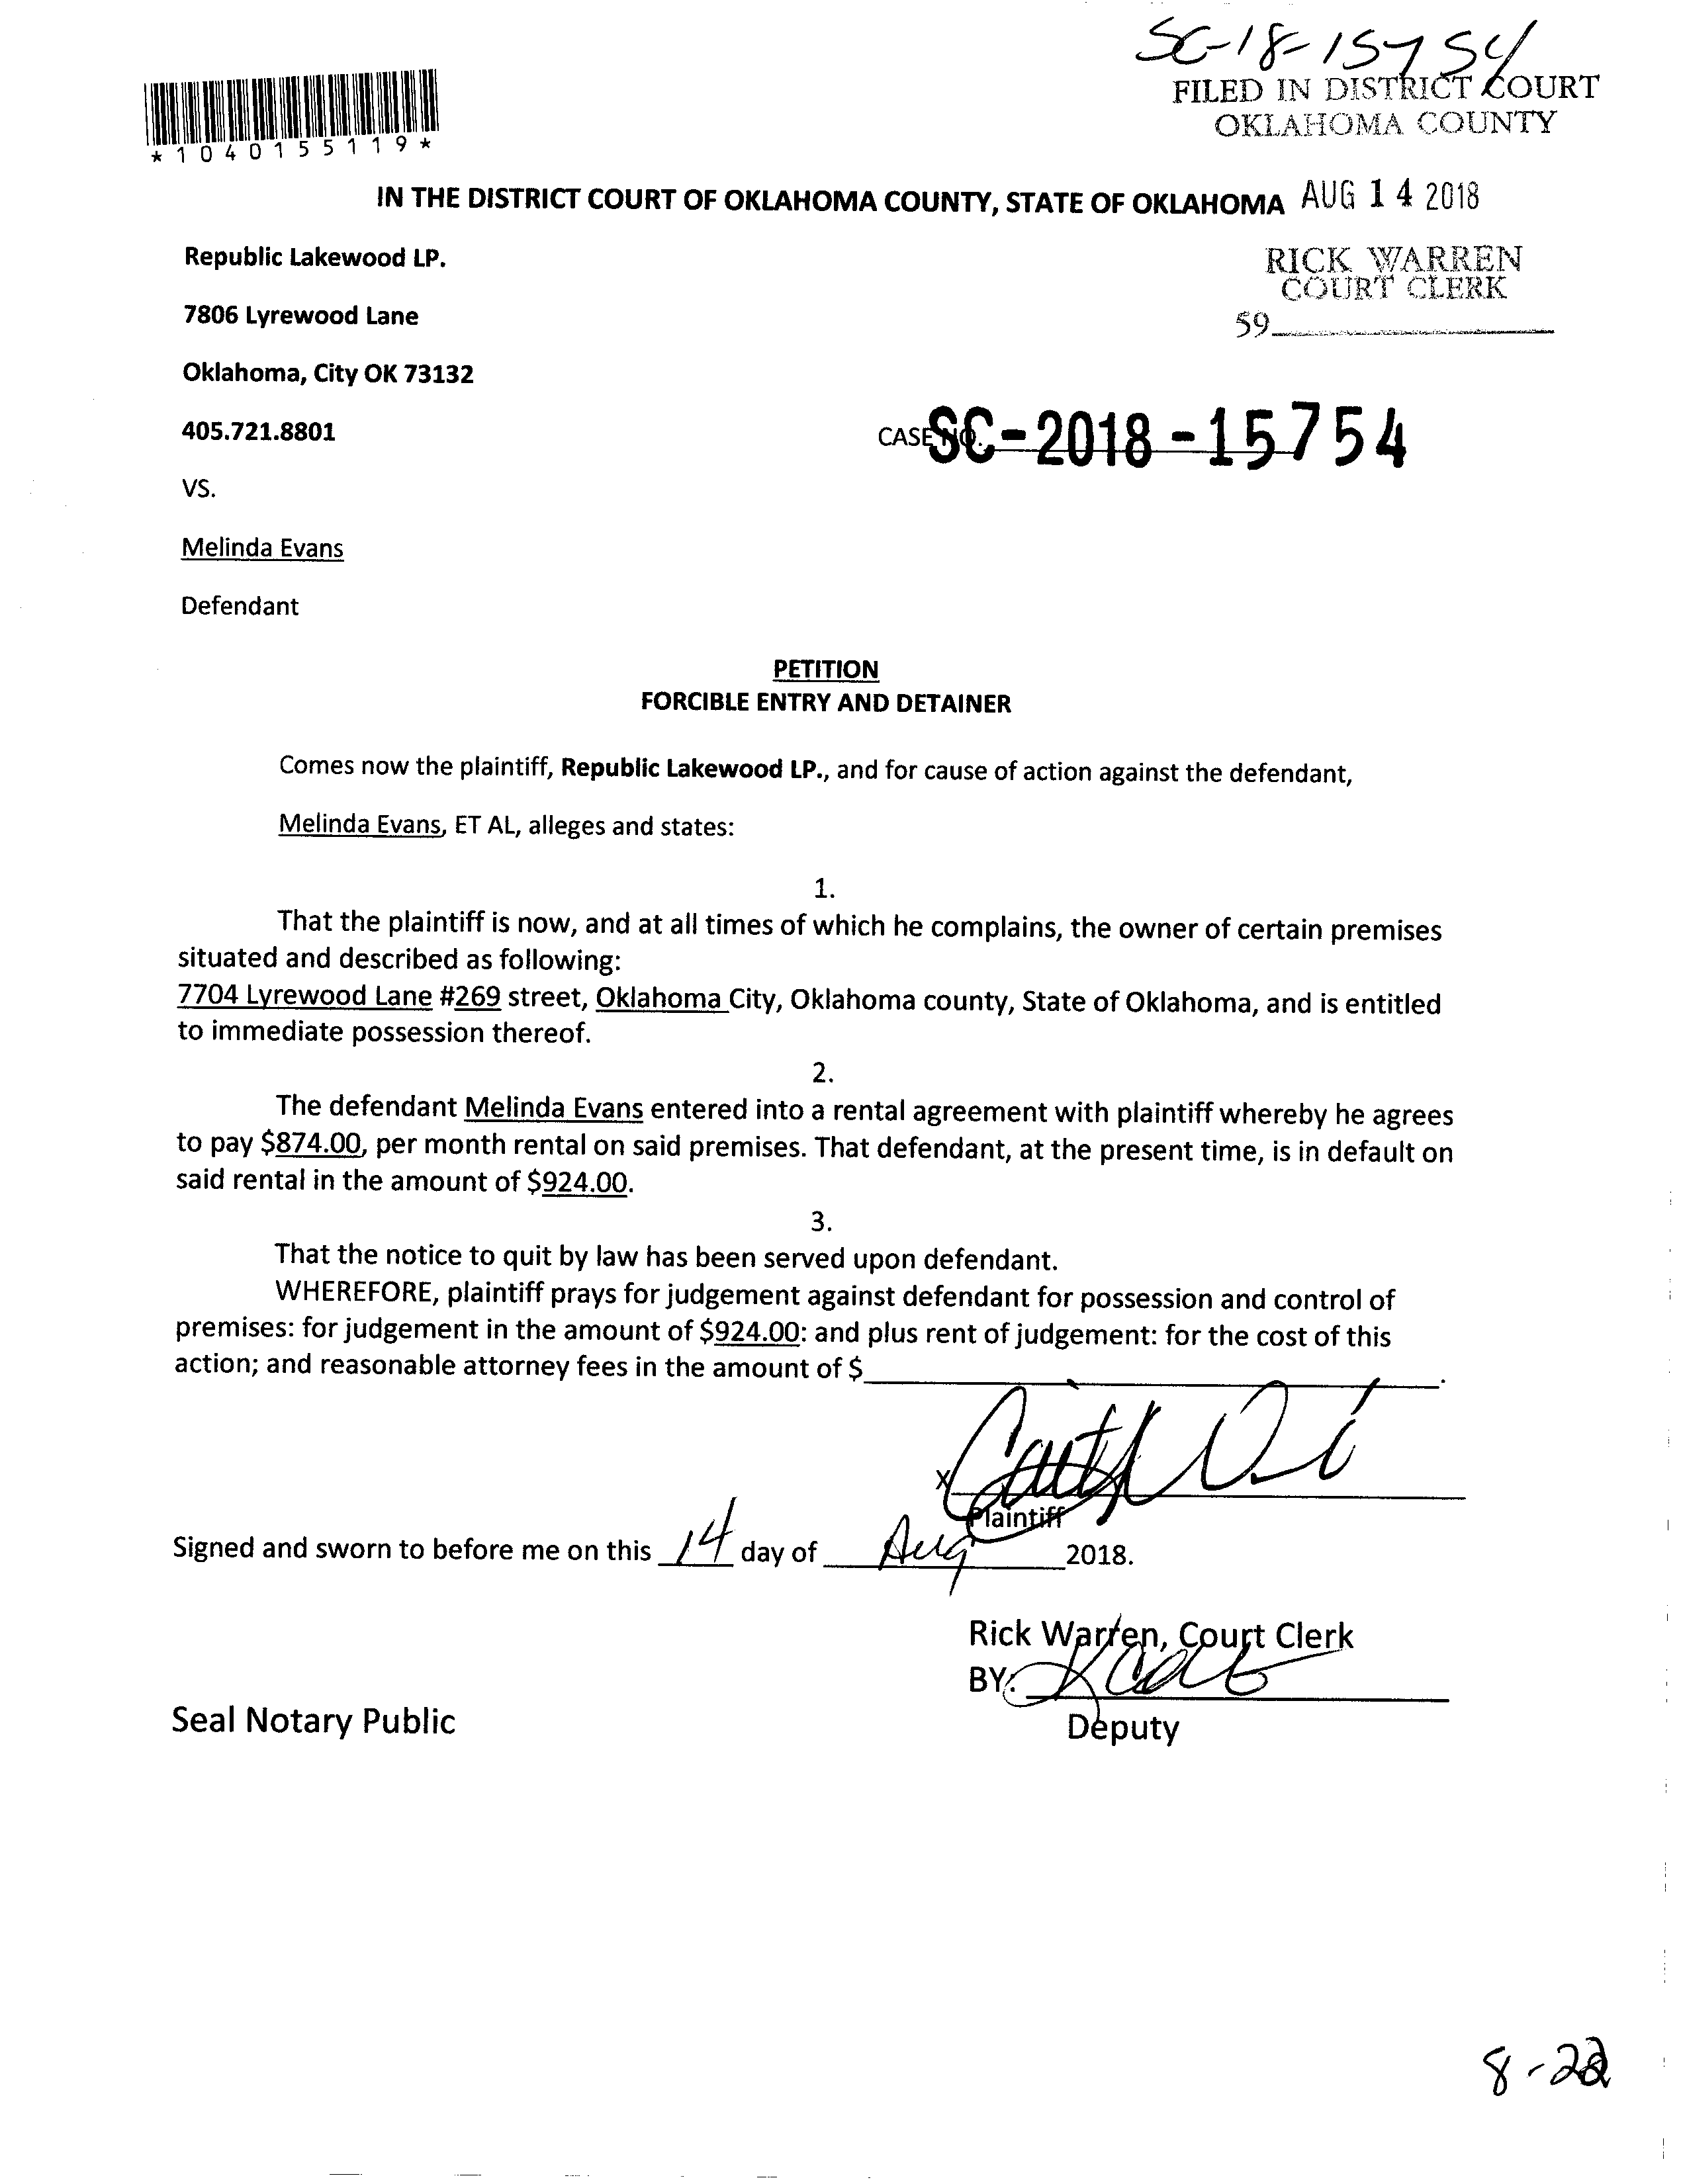 SC-18-15754
FILED IN DISTRICT COURT
OKLAHOMA COUNTY
*1040155119*
IN THE DISTRICT COURT OF OKLAHOMA COUNTY, STATE OF OKLAHOMA AUG 14 2018
Republic Lakewood LP.
RICK WARREN
COURT CLERK
7806 Lyrewood Lane
59
Oklahoma, City OK 73132
405.721.8801
CASE NO. SC-2018-15754
VS.
Melinda Evans
Defendant
PETITION
FORCIBLE ENTRY AND DETAINER
Comes now the plaintiff, Republic Lakewood LP., and for cause of action against the defendant,
Melinda Evans, ET AL, alleges and states:
1.
That the plaintiff is now, and at all times of which he complains, the owner of certain premises
situated and described as following:
7704 Lyrewood Lane #269 street, Oklahoma City, Oklahoma county, State of Oklahoma, and is entitled
to immediate possession thereof.
2.
The defendant Melinda Evans entered into a rental agreement with plaintiff whereby he agrees
to pay $874.00, per month rental on said premises. That defendant, at the present time, is in default on
said rental in the amount of $924.00.
3.
That the notice to quit by law has been served upon defendant.
WHEREFORE, plaintiff prays for judgement against defendant for possession and control of
premises: for judgement in the amount of $924.00: and plus rent of judgement: for the cost of this
action; and reasonable attorney fees in the amount of $ .
X
Plaintiff
Signed and sworn to before me on this 14 day of Aug 2018.
Rick Warren, Court Clerk
BY:
Seal Notary Public
Deputy
8-22